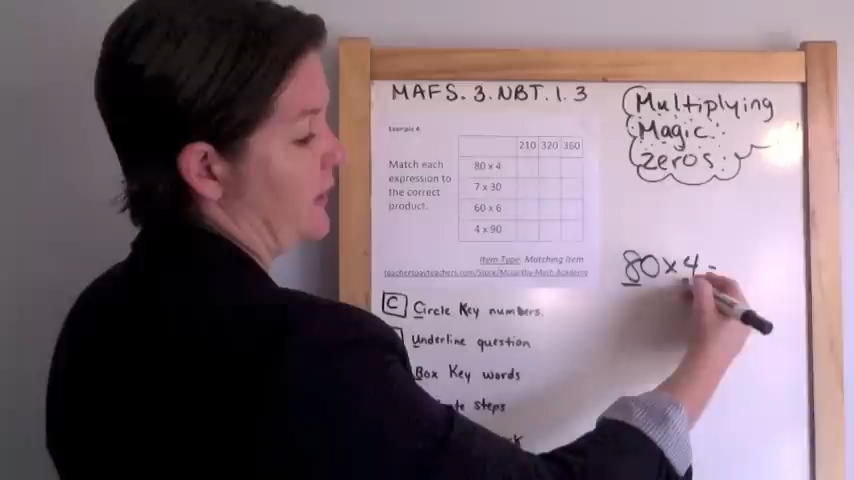 MAFS.3.NBT.1.3
Multiplying
Magic
zeros
Example 4:
Match each
expression to
the correct
product.
210 320 360
80 x 4
7 x 30
60 x 6
4 x 90
Item Type: Matching Item
teacherspayteachers.com/Store/Mccarthy-Math-Academy
80 x 4 =
C Circle Key numbers.
Underline question
Box Key words
steps